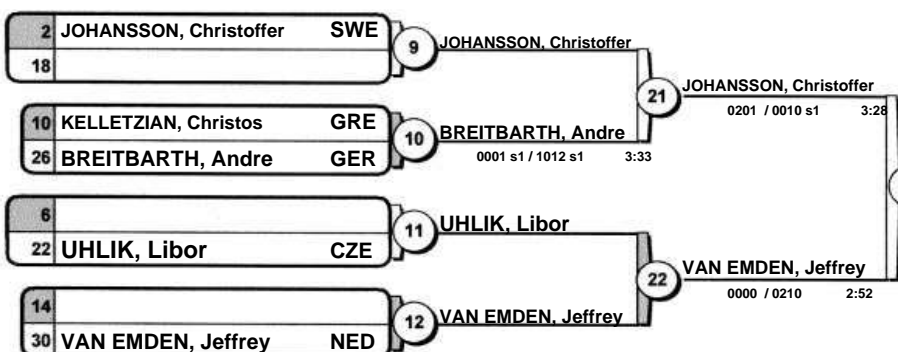 2 JOHANSSON, Christoffer SWE
18
9
JOHANSSON, Christoffer
10 KELLETZIAN, Christos GRE
26 BREITBARTH, Andre GER
10
BREITBARTH, Andre
0001 s1 / 1012 s1 3:33
21
JOHANSSON, Christoffer
0201 / 0010 s1 3:28
6
22 UHLIK, Libor CZE
11
UHLIK, Libor
14
30 VAN EMDEN, Jeffrey NED
12
VAN EMDEN, Jeffrey
22
VAN EMDEN, Jeffrey
0000 / 0210 2:52